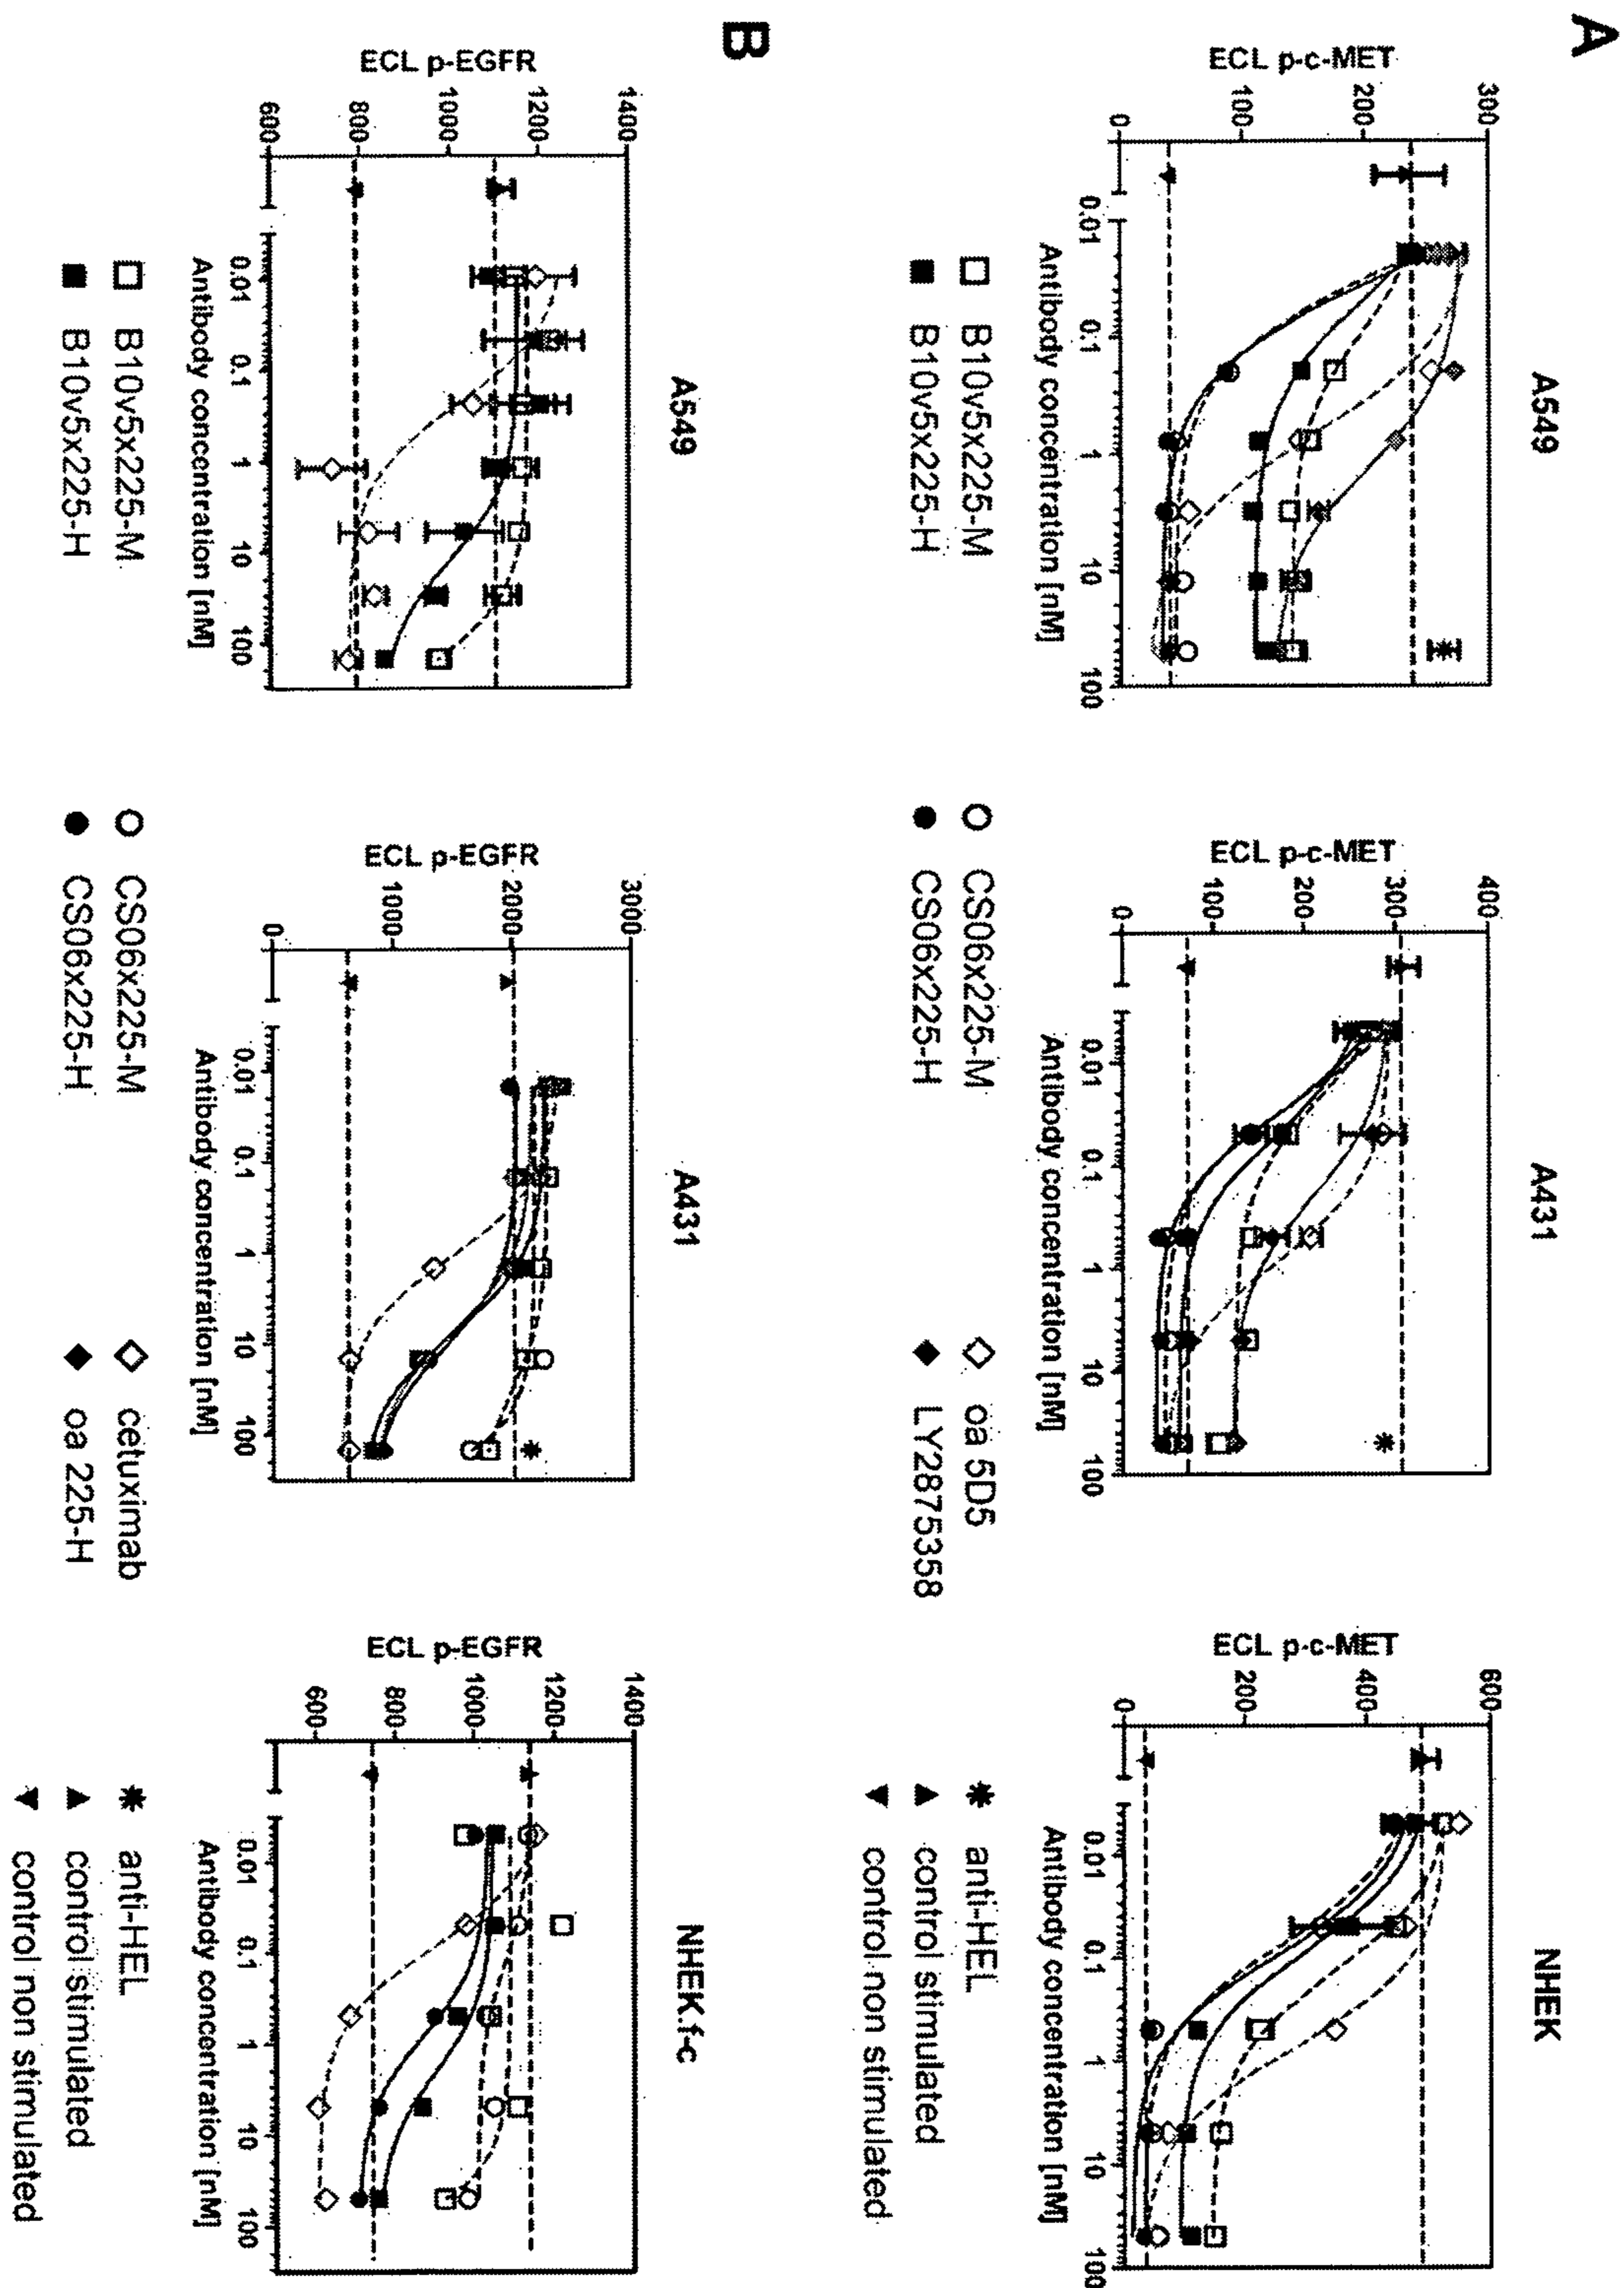 A
A549
ECL p-c-MET
300
200
100
0
0.01
0.1
1
10
100
Antibody concentration [nM]
A431
ECL p-c-MET
400
300
200
100
0
0.01
0.1
1
10
100
Antibody concentration [nM]
NHEK
ECL p-c-MET
600
400
200
0
0.01
0.1
1
10
100
Antibody concentration [nM]
B10v5x225-M
CS06x225-M
oa 5D5
anti-HEL
B10v5x225-H
CS06x225-H
LY2875358
control stimulated
control non stimulated
B
A549
ECL p-EGFR
1400
1200
1000
800
600
0.01
0.1
1
10
100
Antibody concentration [nM]
A431
ECL p-EGFR
3000
2000
1000
0
0.01
0.1
1
10
100
Antibody concentration [nM]
NHEK.f-c
ECL p-EGFR
1400
1200
1000
800
600
0.01
0.1
1
10
100
Antibody concentration [nM]
B10v5x225-M
CS06x225-M
cetuximab
anti-HEL
B10v5x225-H
CS06x225-H
oa 225-H
control stimulated
control non stimulated